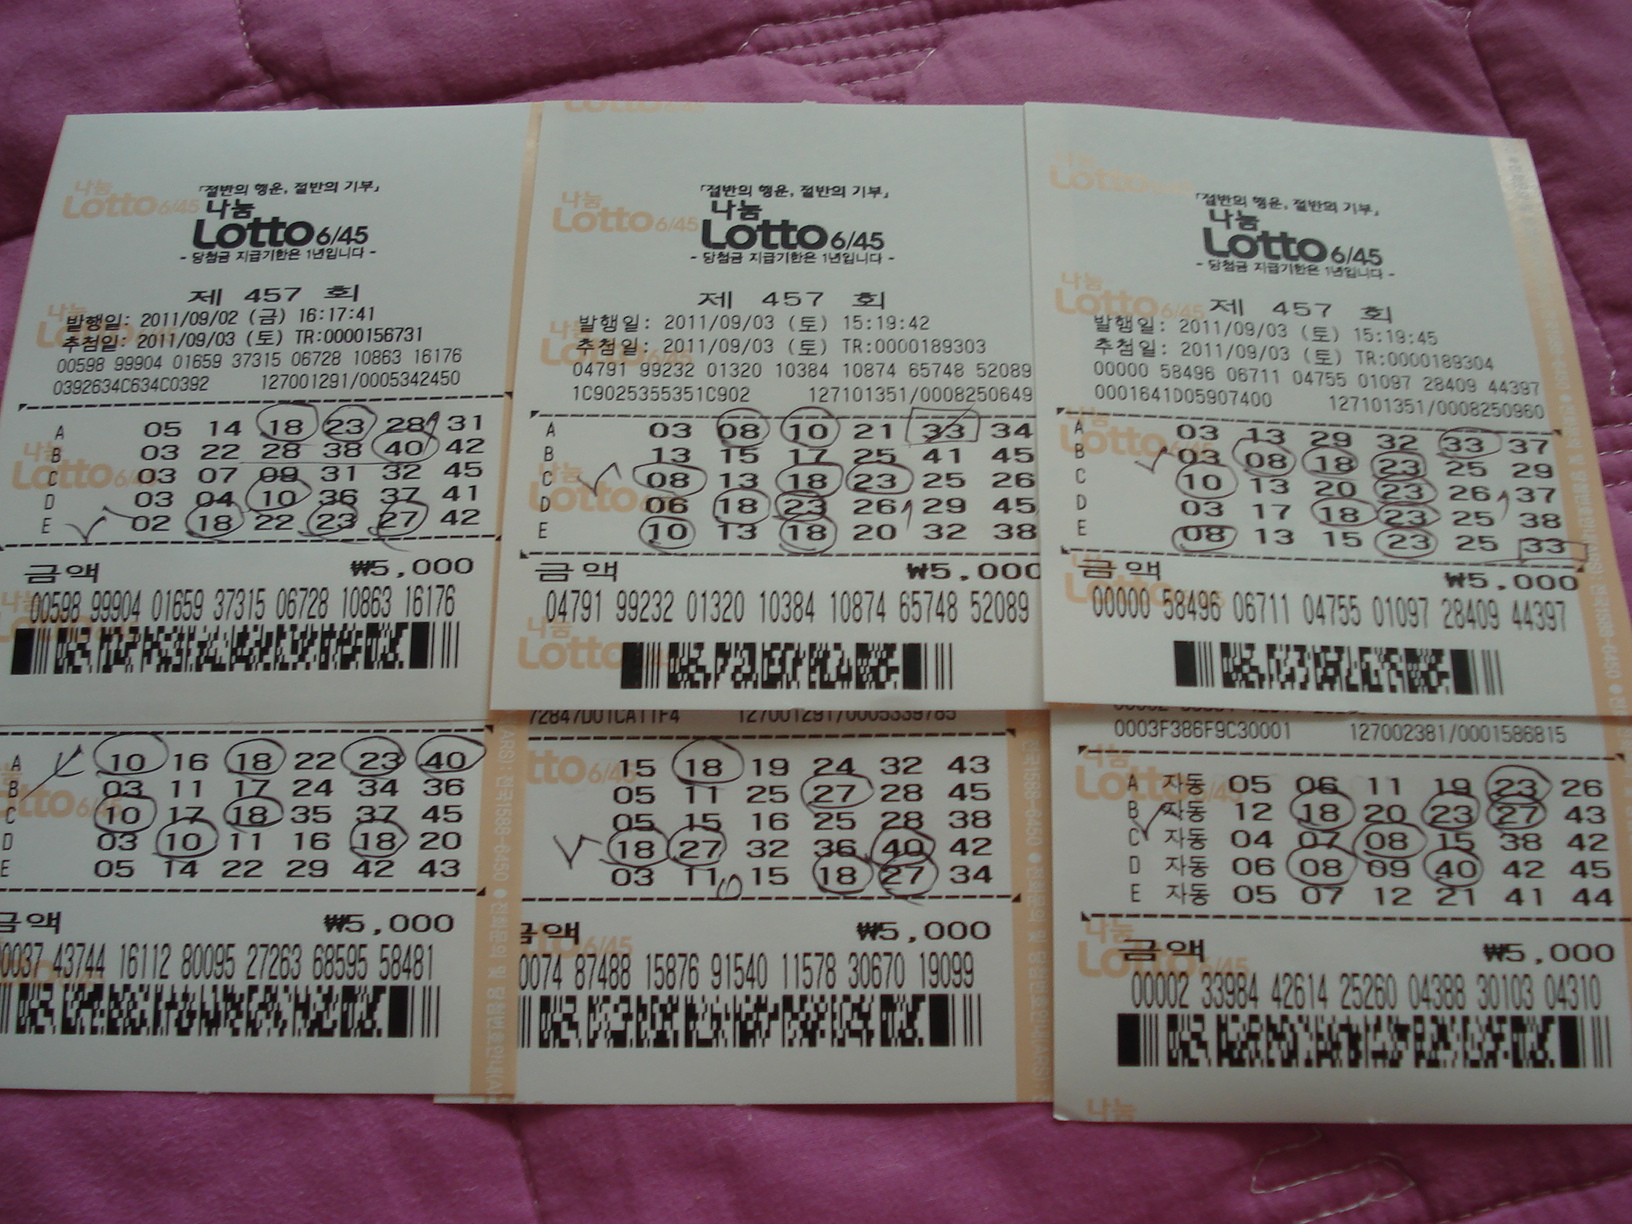 「절반의 행운, 절반의 기부」
나눔
Lotto 6/45
- 당첨금 지급기한은 1년입니다 -
제 457 회
발행일: 2011/09/02 (금) 16:17:41
추첨일: 2011/09/03 (토) TR:0000156731
00598 99904 01659 37315 06728 10863 16176
0392634C634C0392 127001291/0005342450
A 05 14 18 23 28 31
B 03 22 28 38 40 42
C 03 07 09 31 32 45
D 03 04 10 36 37 41
E 02 18 22 23 27 42
금액 ₩5,000
00598 99904 01659 37315 06728 10863 16176
「절반의 행운, 절반의 기부」
나눔
Lotto 6/45
- 당첨금 지급기한은 1년입니다 -
제 457 회
발행일: 2011/09/03 (토) 15:19:42
추첨일: 2011/09/03 (토) TR:0000189303
04791 99232 01320 10384 10874 65748 52089
1C9025355351C902 127101351/0008250649
A 03 08 10 21 33 34
B 13 15 17 25 41 45
C 08 13 18 23 25 26
D 06 18 23 26 29 45
E 10 13 18 20 32 38
금액 ₩5,000
04791 99232 01320 10384 10874 65748 52089
「절반의 행운, 절반의 기부」
나눔
Lotto 6/45
- 당첨금 지급기한은 1년입니다 -
제 457 회
발행일: 2011/09/03 (토) 15:19:45
추첨일: 2011/09/03 (토) TR:0000189304
00000 58496 06711 04755 01097 28409 44397
0001641D05907400 127101351/0008250960
A 03 13 29 32 33 37
B 03 08 18 23 25 29
C 10 13 20 23 26 37
D 03 17 18 23 25 38
E 08 13 15 23 25 33
금액 ₩5,000
00000 58496 06711 04755 01097 28409 44397
A 10 16 18 22 23 40
B 03 11 17 24 34 36
C 10 17 18 35 37 45
D 03 10 11 16 18 20
E 05 14 22 29 42 43
금액 ₩5,000
0037 43744 16112 80095 27263 68595 58481
72847D01CA11F4 127001291/0005339785
15 18 19 24 32 43
05 11 25 27 28 45
05 15 16 25 28 38
18 27 32 36 40 42
03 11 15 18 27 34
금액 ₩5,000
0074 87488 15876 91540 11578 30670 19099
0003F386F9C30001 127002381/0001586815
A 자동 05 06 11 19 23 26
B 자동 12 18 20 23 27 43
C 자동 04 07 08 15 38 42
D 자동 06 08 09 40 42 45
E 자동 05 07 12 21 41 44
금액 ₩5,000
00002 33984 42614 25260 04388 30103 04310